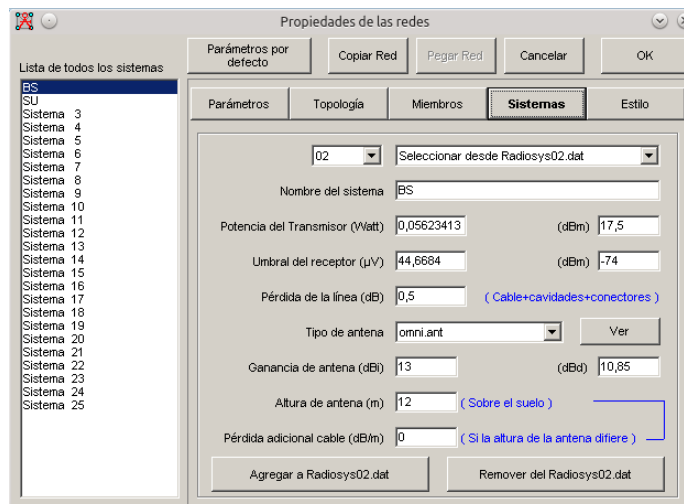 Propiedades de las redes
Parámetros por defecto
Copiar Red
Pegar Red
Cancelar
OK
Lista de todos los sistemas
BS
SU
Sistema 3
Sistema 4
Sistema 5
Sistema 6
Sistema 7
Sistema 8
Sistema 9
Sistema 10
Sistema 11
Sistema 12
Sistema 13
Sistema 14
Sistema 15
Sistema 16
Sistema 17
Sistema 18
Sistema 19
Sistema 20
Sistema 21
Sistema 22
Sistema 23
Sistema 24
Sistema 25
Parámetros Topología Miembros Sistemas Estilo
02 Seleccionar desde Radiosys02.dat
Nombre del sistema BS
Potencia del Transmisor (Watt) 0,05623413 (dBm) 17,5
Umbral del receptor (µV) 44,6684 (dBm) -74
Pérdida de la línea (dB) 0,5 ( Cable+cavidades+conectores )
Tipo de antena omni.ant Ver
Ganancia de antena (dBi) 13 (dBd) 10,85
Altura de antena (m) 12 ( Sobre el suelo )
Pérdida adicional cable (dB/m) 0 ( Si la altura de la antena difiere )
Agregar a Radiosys02.dat Remover del Radiosys02.dat